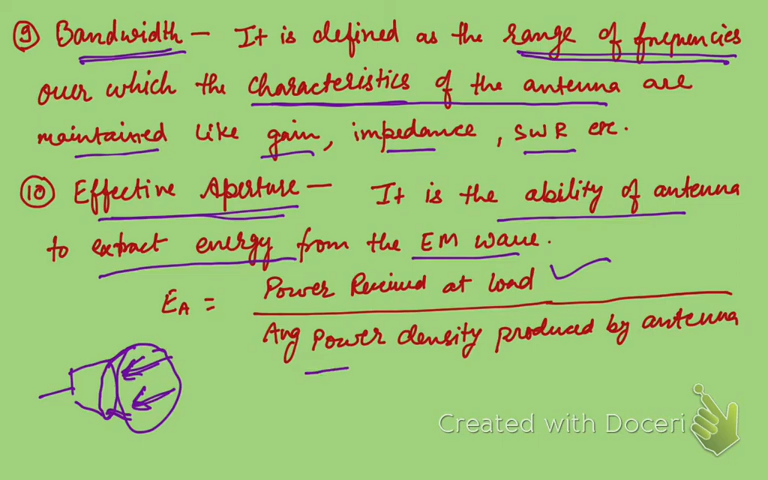 ⑨ Bandwidth - It is defined as the range of frequencies
over which the characteristics of the antenna are
maintained like gain, impedance, SWR etc.
⑩ Effective Aperture - It is the ability of antenna
to extract energy from the EM wave.
EA = Power Received at load
Avg Power density produced by antenna
Created with Doceri